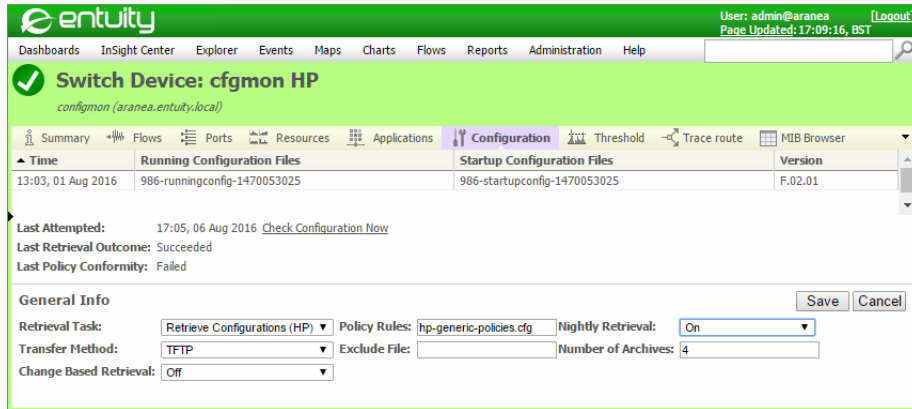 entuity
User: admin@aranea [Logout]
Page Updated: 17:09:16, BST
Dashboards InSight Center Explorer Events Maps Charts Flows Reports Administration Help
Switch Device: cfgmon HP
configmon (aranea.entuity.local)
Summary Flows Ports Resources Applications Configuration Threshold Trace route MIB Browser
Time Running Configuration Files Startup Configuration Files Version
13:03, 01 Aug 2016 986-runningconfig-1470053025 986-startupconfig-1470053025 F.02.01
Last Attempted: 17:05, 06 Aug 2016 Check Configuration Now
Last Retrieval Outcome: Succeeded
Last Policy Conformity: Failed
General Info Save Cancel
Retrieval Task: Retrieve Configurations (HP) Policy Rules: hp-generic-policies.cfg Nightly Retrieval: On
Transfer Method: TFTP Exclude File: Number of Archives: 4
Change Based Retrieval: Off